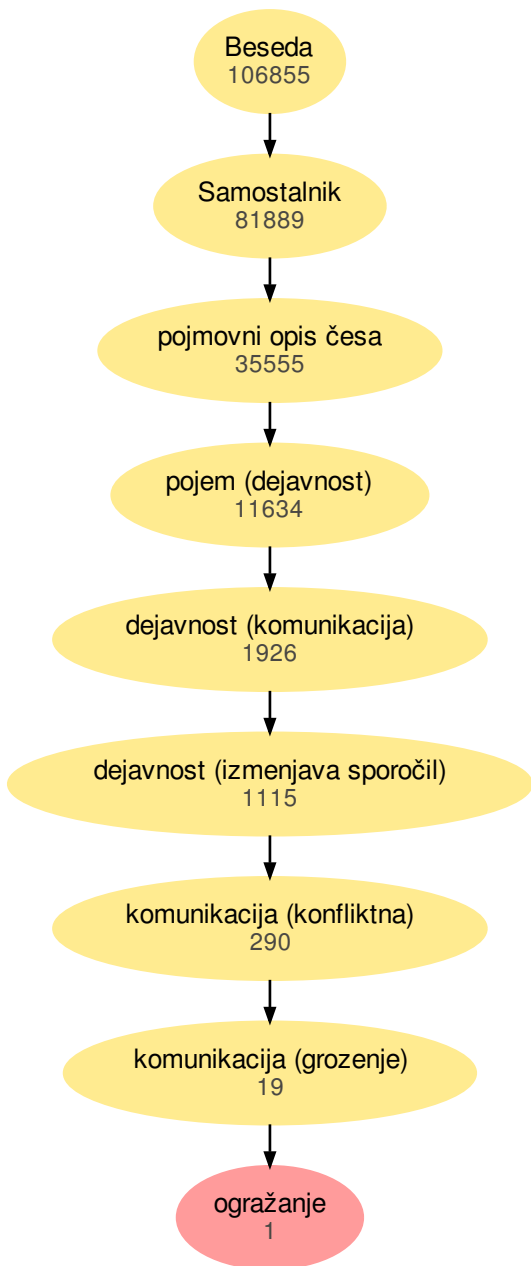 Beseda
106855
Samostalnik
81889
pojmovni opis česa
35555
pojem (dejavnost)
11634
dejavnost (komunikacija)
1926
dejavnost (izmenjava sporočil)
1115
komunikacija (konfliktna)
290
komunikacija (grozenje)
19
ogražanje
1